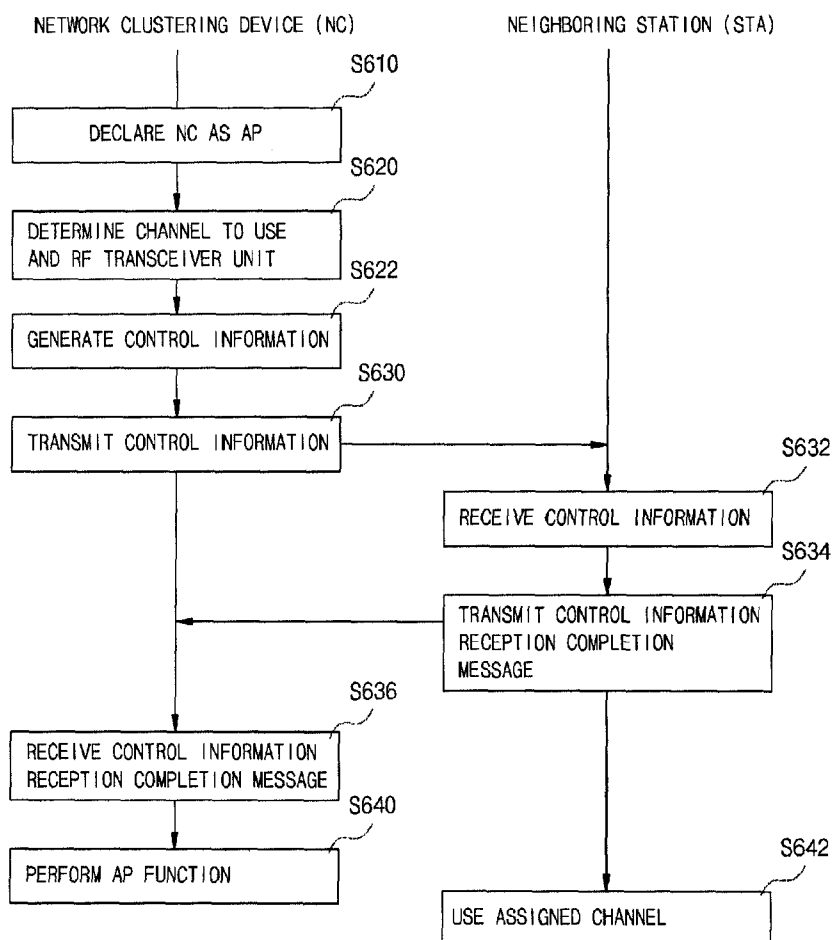 NETWORK CLUSTERING DEVICE (NC)
NEIGHBORING STATION (STA)
S610
DECLARE NC AS AP
S620
DETERMINE CHANNEL TO USE
AND RF TRANSCEIVER UNIT
S622
GENERATE CONTROL INFORMATION
S630
TRANSMIT CONTROL INFORMATION
S632
RECEIVE CONTROL INFORMATION
S634
TRANSMIT CONTROL INFORMATION
RECEPTION COMPLETION
MESSAGE
S636
RECEIVE CONTROL INFORMATION
RECEPTION COMPLETION MESSAGE
S640
PERFORM AP FUNCTION
S642
USE ASSIGNED CHANNEL